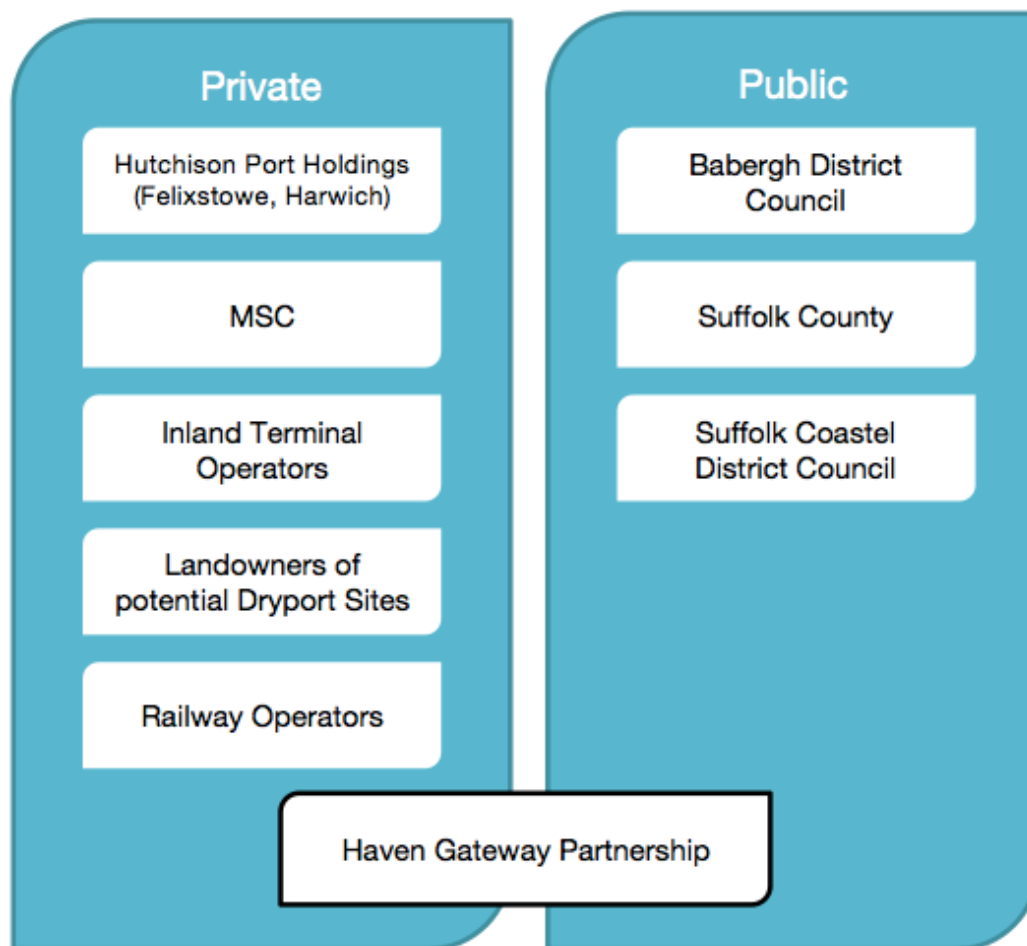 Private
Hutchison Port Holdings
(Felixstowe, Harwich)
MSC
Inland Terminal
Operators
Landowners of
potential Dryport Sites
Railway Operators
Public
Babergh District
Council
Suffolk County
Suffolk Coastel
District Council
Haven Gateway Partnership